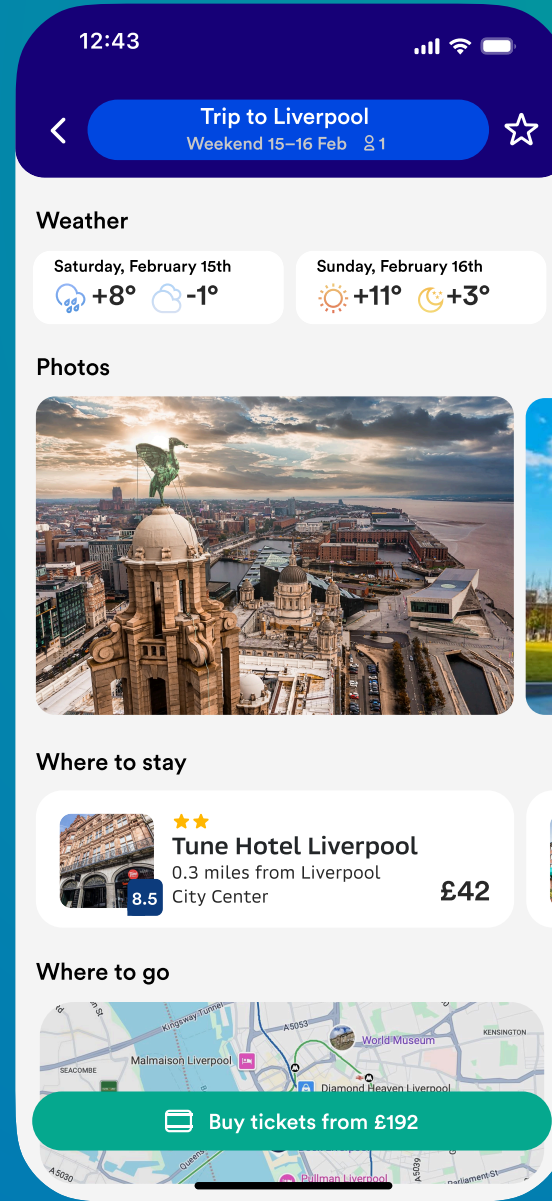 12:43
Trip to Liverpool
Weekend 15–16 Feb 1
Weather
Saturday, February 15th
+8° -1°
Sunday, February 16th
+11° +3°
Photos
Where to stay
Tune Hotel Liverpool
0.3 miles from Liverpool
City Center
8.5
£42
Where to go
Kingsway Tunnel
A5053
World Museum
KENSINGTON
Malmaison Liverpool
SEACOMBE
Diamond Heaven Liverpool
Buy tickets from £192
Queens
A5030
Pullman Liverpool
A5039
Parliament St